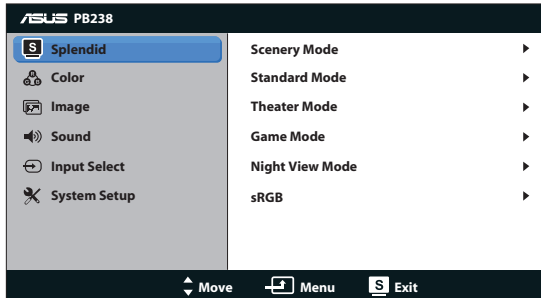 ASUS PB238
S Splendid
Color
Image
Sound
Input Select
System Setup
Scenery Mode
Standard Mode
Theater Mode
Game Mode
Night View Mode
sRGB
Move Menu S Exit